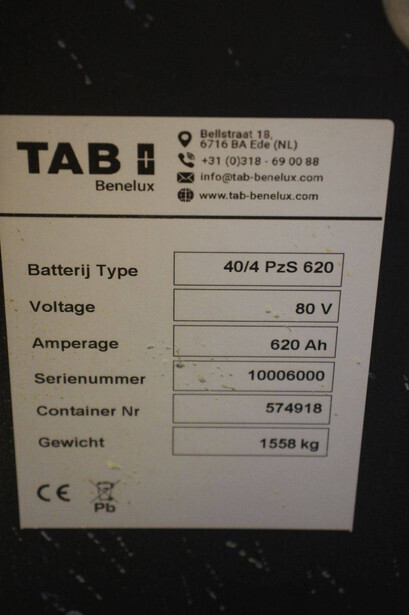 TAB
Benelux
Bellstraat 18,
6716 BA Ede (NL)
+31 (0)318 - 69 00 88
info@tab-benelux.com
www.tab-benelux.com
Batterij Type 40/4 PzS 620
Voltage 80 V
Amperage 620 Ah
Serienummer 10006000
Container Nr 574918
Gewicht 1558 kg
CE
Pb